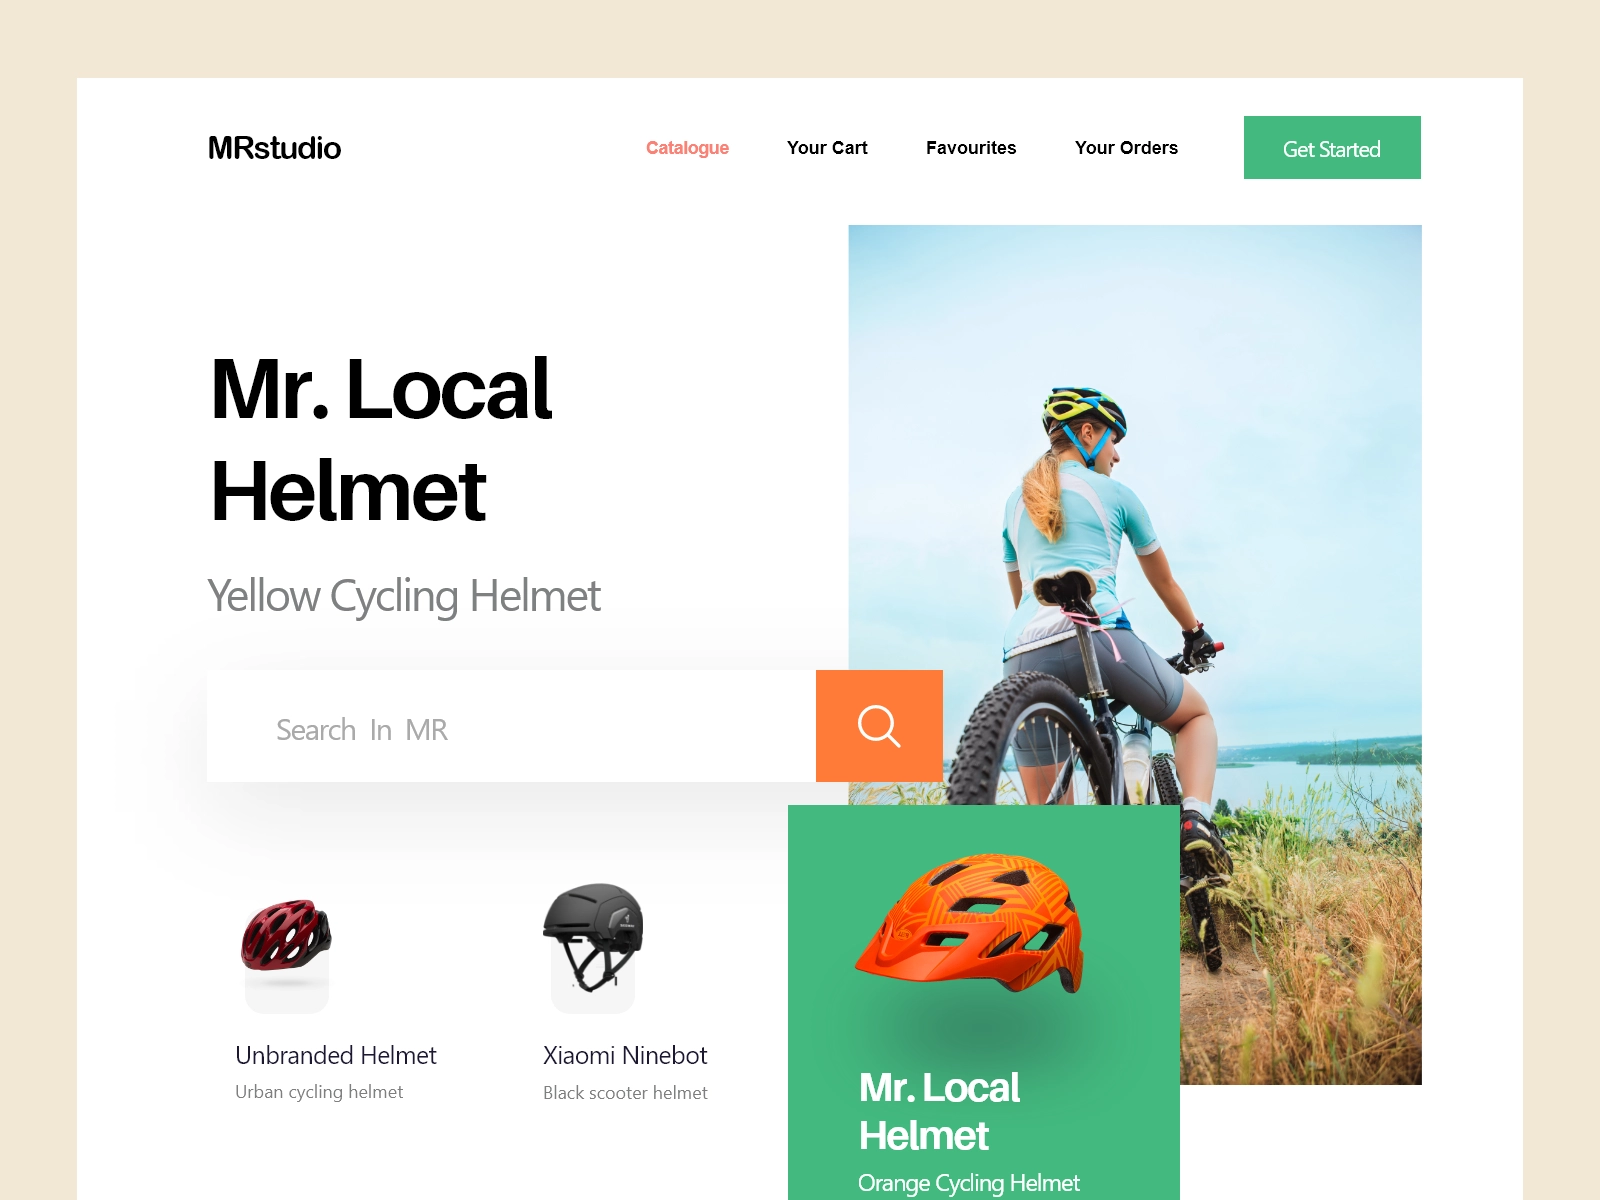 MRstudio
Catalogue
Your Cart
Favourites
Your Orders
Get Started
Mr. Local
Helmet
Yellow Cycling Helmet
Search In MR
Unbranded Helmet
Urban cycling helmet
Xiaomi Ninebot
Black scooter helmet
Mr. Local
Helmet
Orange Cycling Helmet